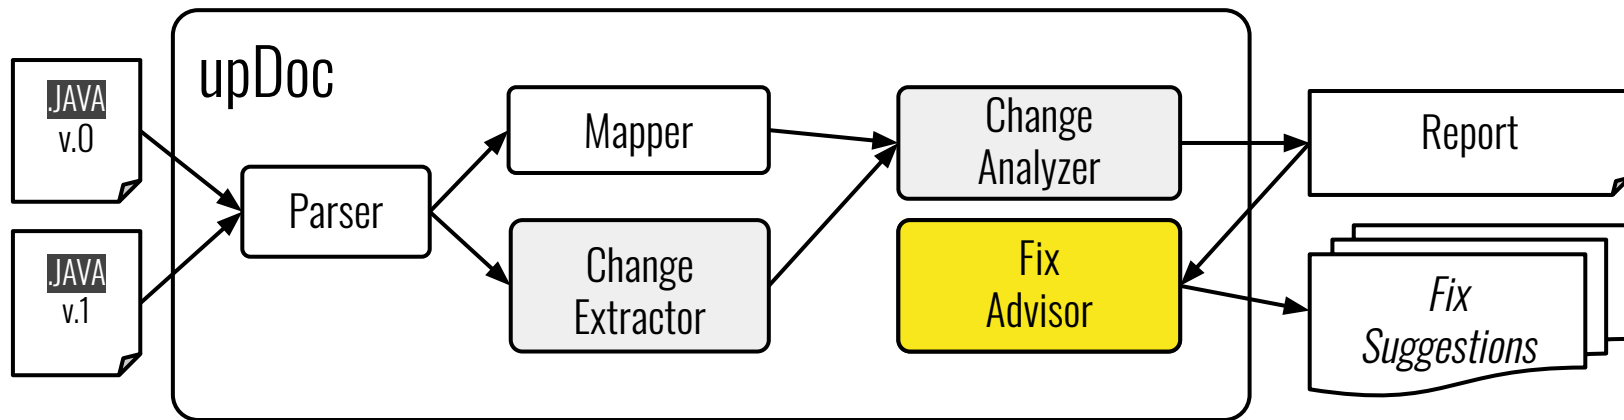 upDoc
.JAVA
v.0
.JAVA
v.1
Parser
Mapper
Change
Extractor
Change
Analyzer
Fix
Advisor
Report
Fix
Suggestions